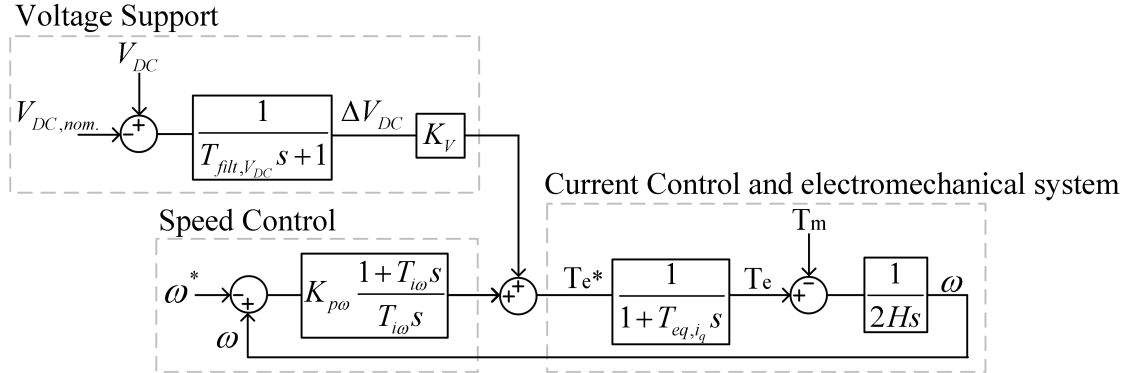 Voltage Support
V_DC
V_DC,nom.
+
-
1
T_filt,V_DC s+1
ΔV_DC
K_V
Current Control and electromechanical system
Speed Control
T_m
ω*
-
+
K_pω
1+T_iω s
T_iω s
+
+
T_e*
1
1+T_eq,i_q s
T_e
-
+
1
2Hs
ω
ω